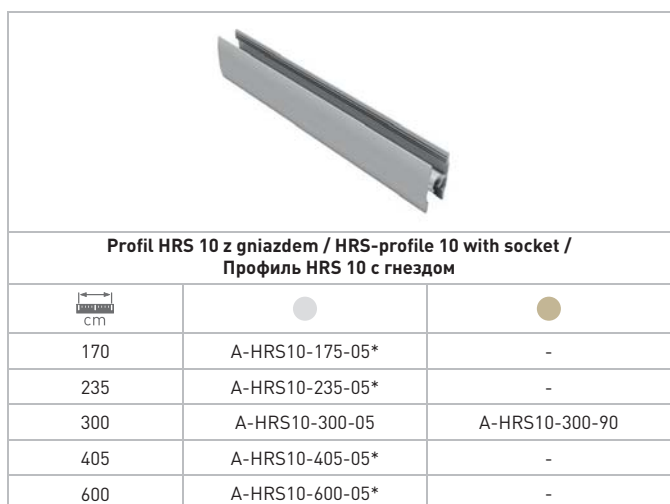 Profil HRS 10 z gniazdem / HRS-profile 10 with socket /
Профиль HRS 10 с гнездом
cm
170 A-HRS10-175-05* -
235 A-HRS10-235-05* -
300 A-HRS10-300-05 A-HRS10-300-90
405 A-HRS10-405-05* -
600 A-HRS10-600-05* -